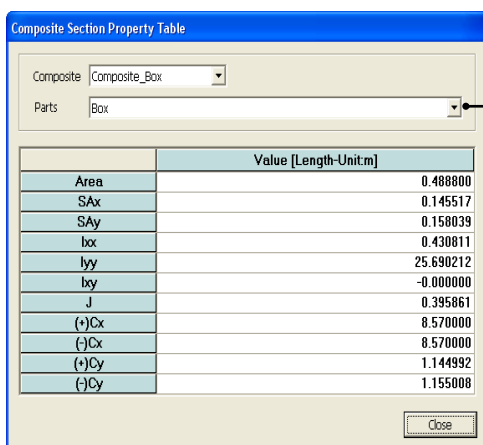 Composite Section Property Table
Composite Composite_Box
Parts Box
Value [Length-Unit:m]
Area 0.488800
SAx 0.145517
SAy 0.158039
Ixx 0.430811
Iyy 25.690212
Ixy -0.000000
J 0.395861
(+)Cx 8.570000
(-)Cx 8.570000
(+)Cy 1.144992
(-)Cy 1.155008
Close